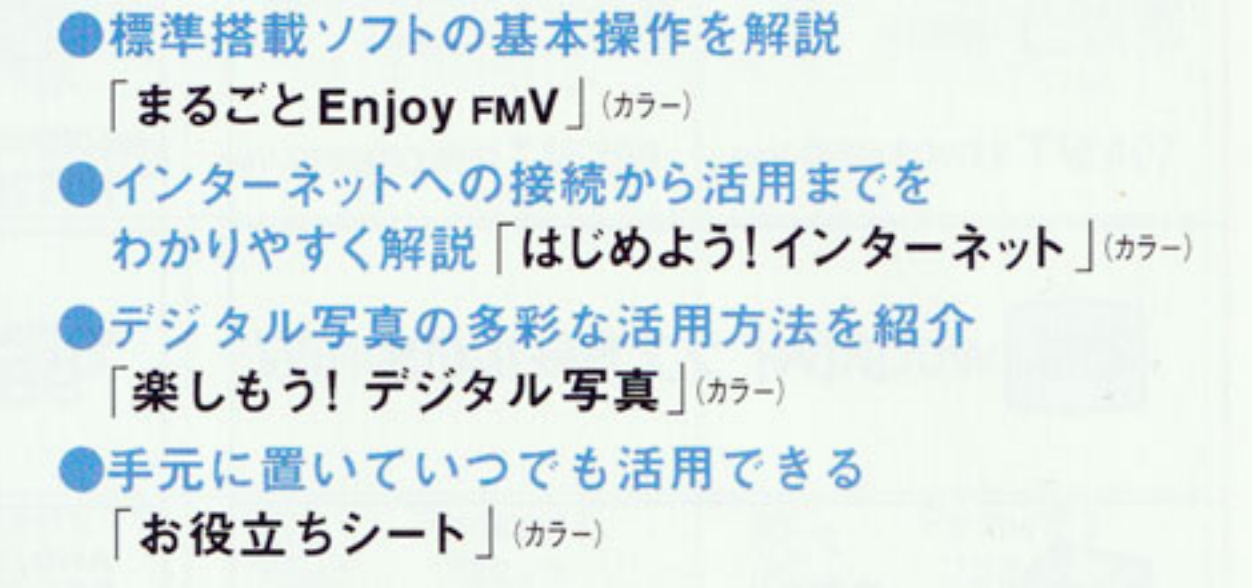 ●標準搭載ソフトの基本操作を解説
「まるごとEnjoy FMV」(カラー)
●インターネットへの接続から活用までを
わかりやすく解説「はじめよう!インターネット」(カラー)
●デジタル写真の多彩な活用方法を紹介
「楽しもう! デジタル写真」(カラー)
●手元に置いていつでも活用できる
「お役立ちシート」(カラー)